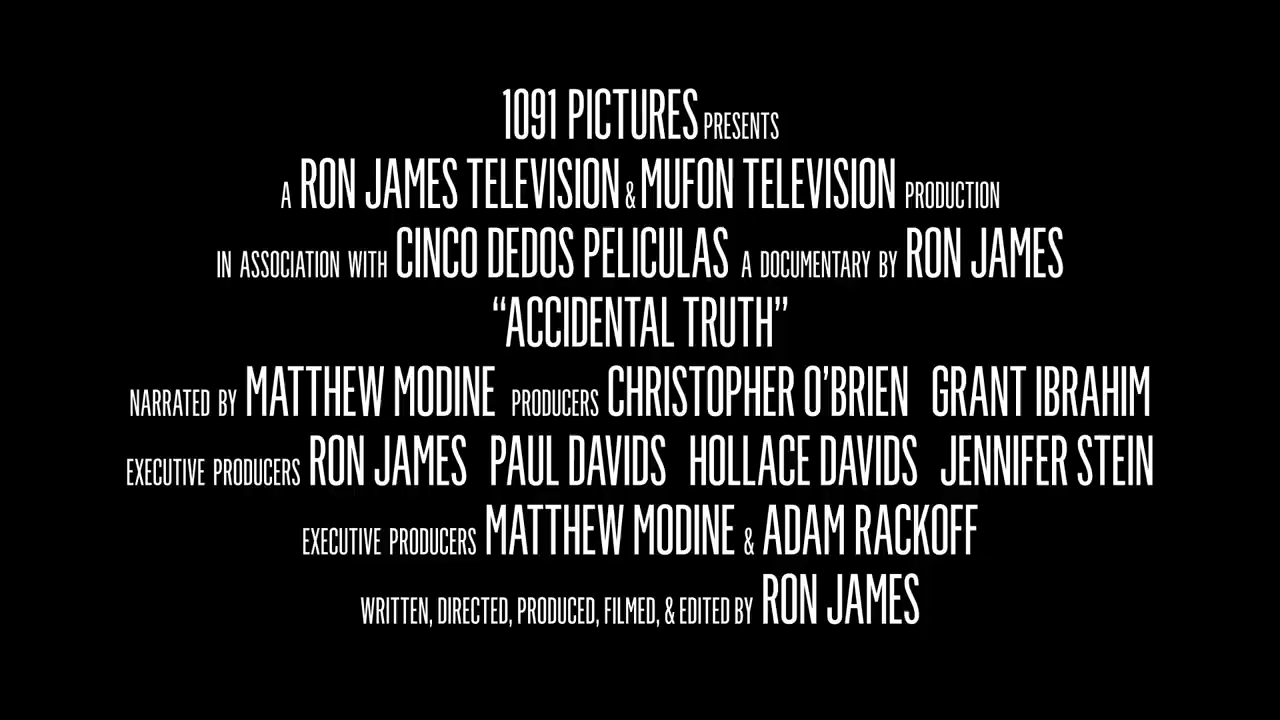 1091 PICTURES PRESENTS
A RON JAMES TELEVISION & MUFON TELEVISION PRODUCTION
IN ASSOCIATION WITH CINCO DEDOS PELICULAS A DOCUMENTARY BY RON JAMES
“ACCIDENTAL TRUTH”
NARRATED BY MATTHEW MODINE PRODUCERS CHRISTOPHER O’BRIEN GRANT IBRAHIM
EXECUTIVE PRODUCERS RON JAMES PAUL DAVIDS HOLLACE DAVIDS JENNIFER STEIN
EXECUTIVE PRODUCERS MATTHEW MODINE & ADAM RACKOFF
WRITTEN, DIRECTED, PRODUCED, FILMED, & EDITED BY RON JAMES